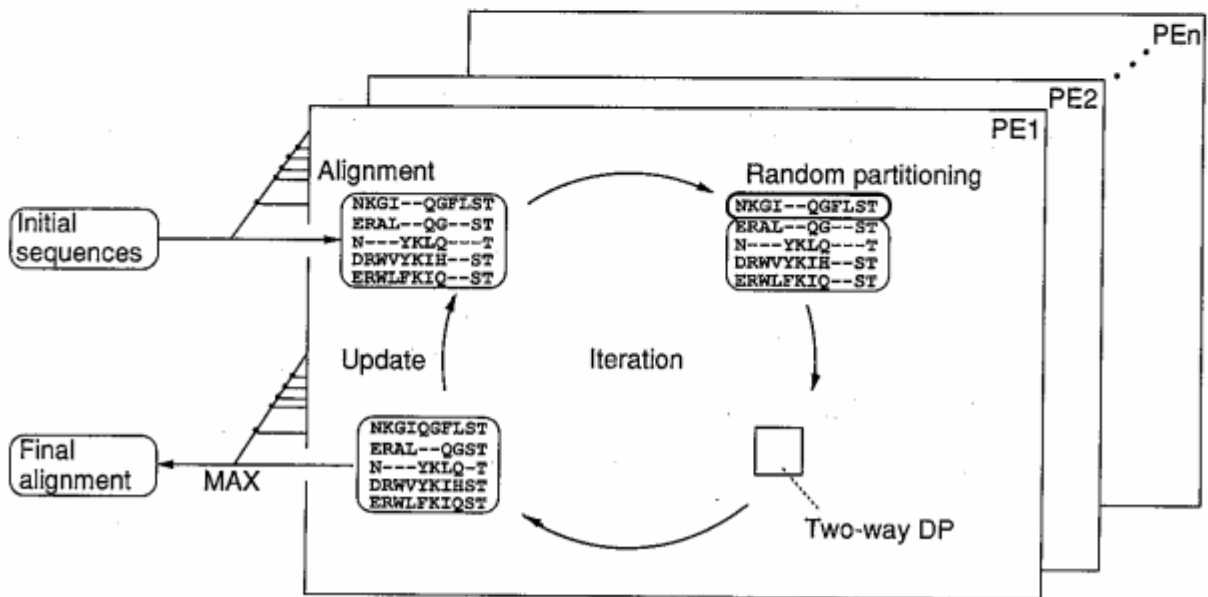 PEn
PE2
PE1
Alignment
NKGI--QGFLST
ERAL--QG--ST
N---YKLQ---T
DRWVYKIH--ST
ERWLFKIQ--ST
Random partitioning
NKGI--QGFLST
ERAL--QG--ST
N---YKLQ---T
DRWVYKIH--ST
ERWLFKIQ--ST
Initial
sequences
Update
Iteration
NKGIQGFLST
ERAL--QGST
N---YKLQ-T
DRWVYKIHST
ERWLFKIQST
Final
alignment
MAX
Two-way DP